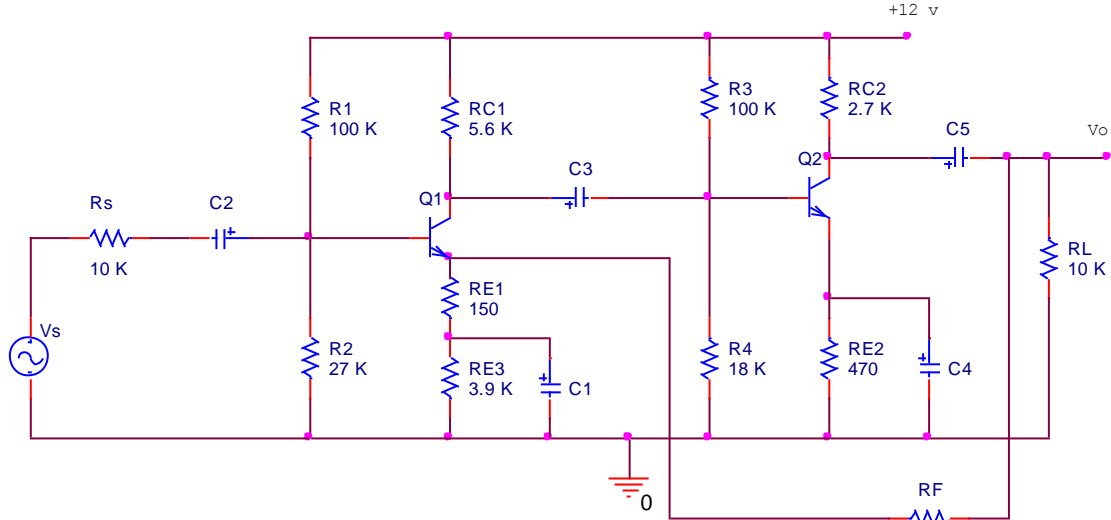 +12 v
R1
100 K
RC1
5.6 K
R3
100 K
RC2
2.7 K
C5
Vo
Q2
C3
Q1
Rs
10 K
C2
RL
10 K
RE1
150
Vs
R2
27 K
RE3
3.9 K
C1
R4
18 K
RE2
470
C4
0
RF